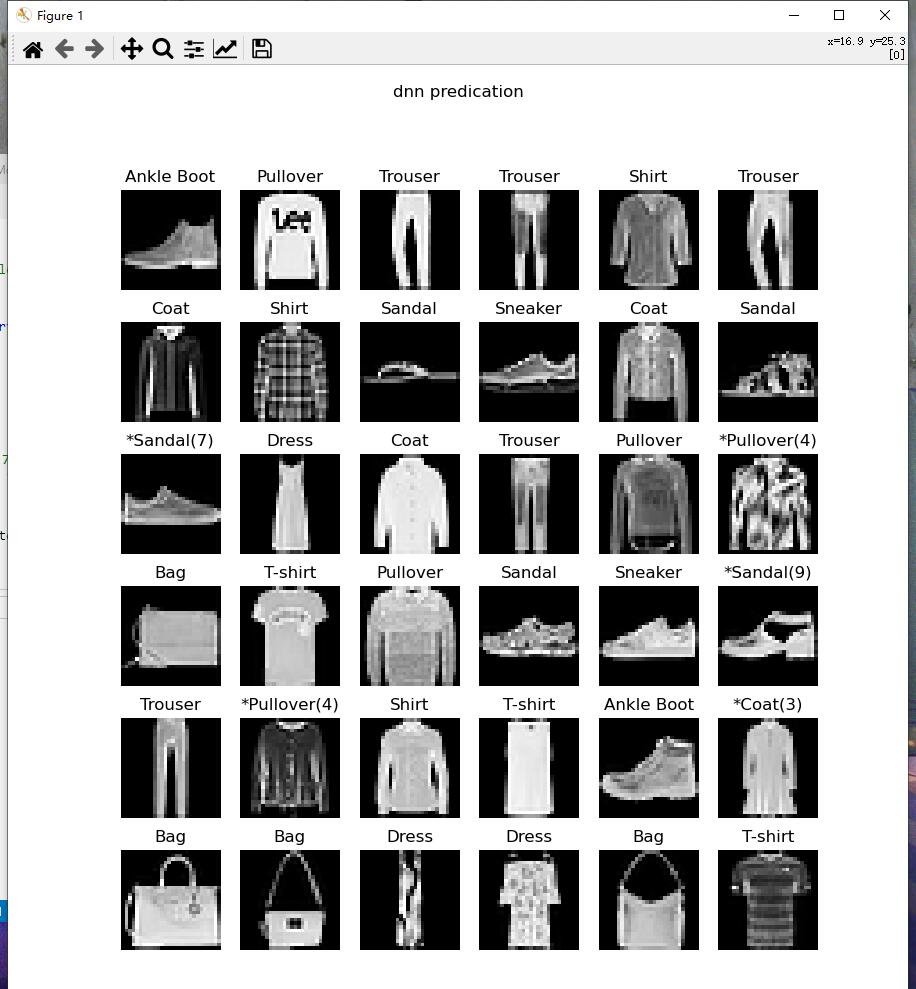 Figure 1
x=16.9 y=25.3
[0]
dnn predication
Ankle Boot Pullover Trouser Trouser Shirt Trouser
Lee
Coat Shirt Sandal Sneaker Coat Sandal
*Sandal(7) Dress Coat Trouser Pullover *Pullover(4)
Bag T-shirt Pullover Sandal Sneaker *Sandal(9)
Trouser *Pullover(4) Shirt T-shirt Ankle Boot *Coat(3)
Bag Bag Dress Dress Bag T-shirt